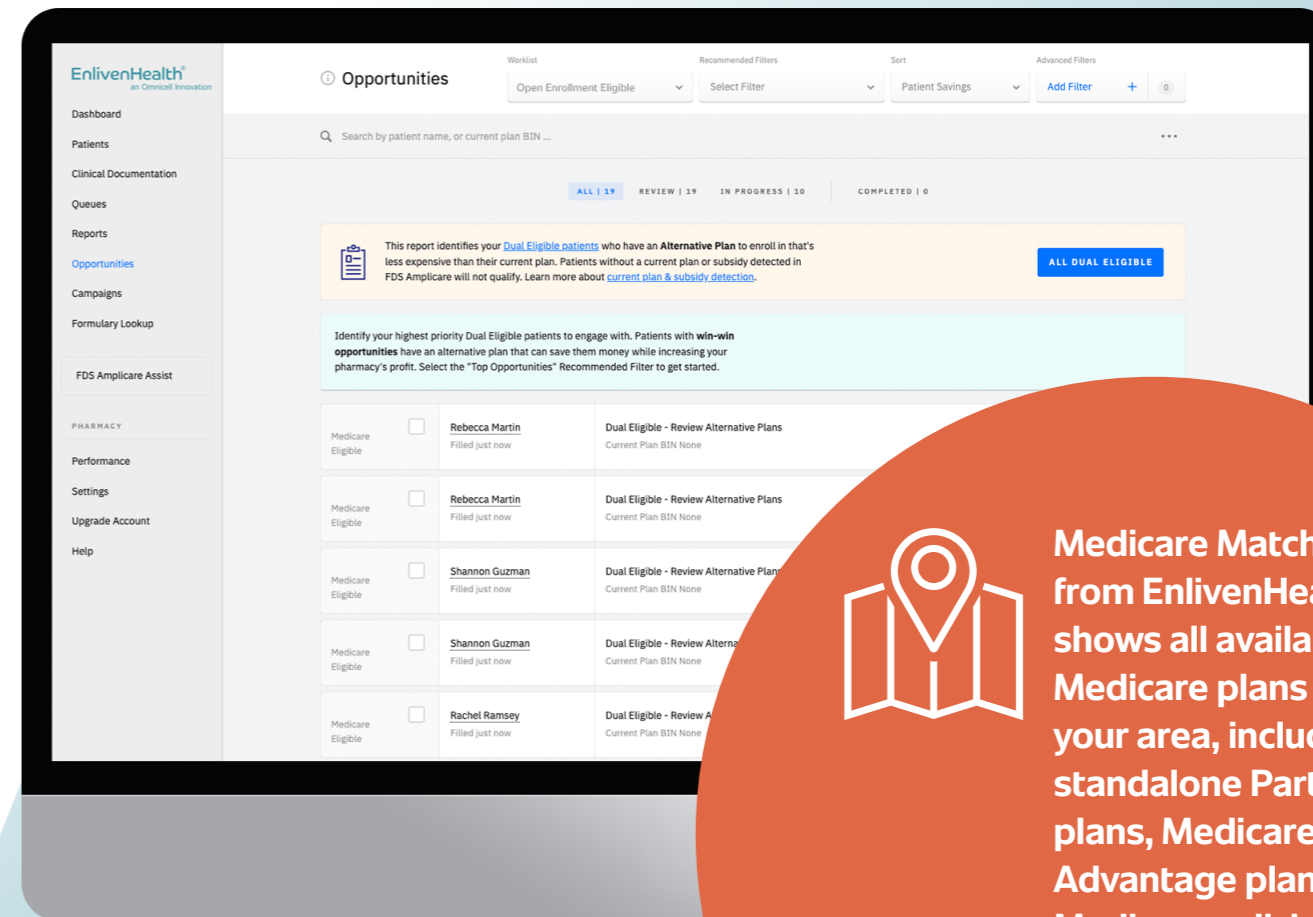 EnlivenHealth®
an Omnicell Innovation
Dashboard
Patients
Clinical Documentation
Queues
Reports
Opportunities
Campaigns
Formulary Lookup
FDS Amplicare Assist
PHARMACY
Performance
Settings
Upgrade Account
Help
Opportunities
Worklist
Open Enrollment Eligible
Recommended Filters
Select Filter
Sort
Patient Savings
Advanced Filters
Add Filter + 0
Search by patient name, or current plan BIN ...
ALL | 19 REVIEW | 19 IN PROGRESS | 10 COMPLETED | 0
This report identifies your Dual Eligible patients who have an Alternative Plan to enroll in that's
less expensive than their current plan. Patients without a current plan or subsidy detected in
FDS Amplicare will not qualify. Learn more about current plan & subsidy detection.
ALL DUAL ELIGIBLE
Identify your highest priority Dual Eligible patients to engage with. Patients with win-win
opportunities have an alternative plan that can save them money while increasing your
pharmacy's profit. Select the "Top Opportunities" Recommended Filter to get started.
Medicare
Eligible
Rebecca Martin
Filled just now
Dual Eligible - Review Alternative Plans
Current Plan BIN None
Medicare
Eligible
Rebecca Martin
Filled just now
Dual Eligible - Review Alternative Plans
Current Plan BIN None
Medicare
Eligible
Shannon Guzman
Filled just now
Dual Eligible - Review Alternative Plans
Current Plan BIN None
Medicare
Eligible
Shannon Guzman
Filled just now
Dual Eligible - Review Alterna
Current Plan BIN None
Medicare
Eligible
Rachel Ramsey
Filled just now
Dual Eligible - Review A
Current Plan BIN None
Medicare Match
from EnlivenHea
shows all availa
Medicare plans
your area, includ
standalone Part
plans, Medicare
Advantage plan